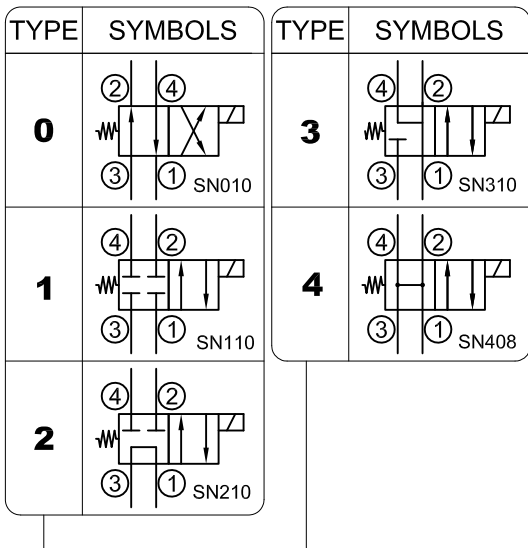 TYPE SYMBOLS
0 2 4 3 1 SN010
1 4 2 3 1 SN110
2 4 2 3 1 SN210
TYPE SYMBOLS
3 4 2 3 1 SN310
4 4 2 3 1 SN408